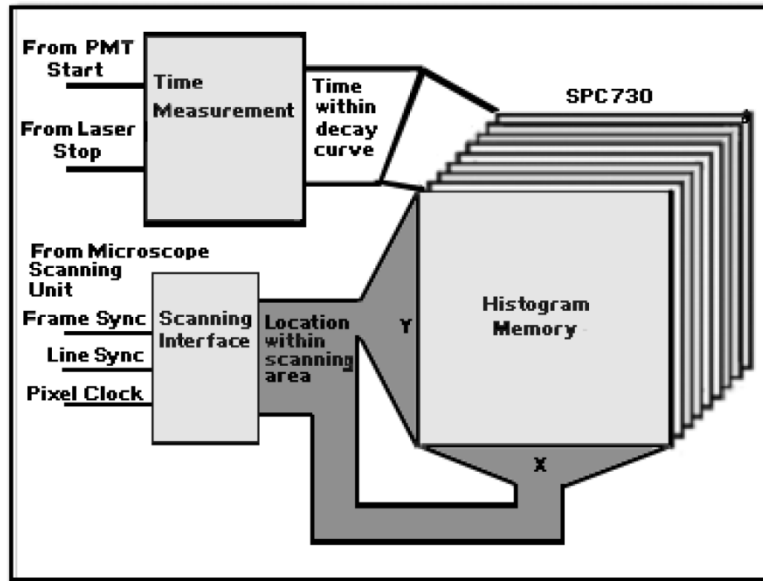 From PMT
Start
Time
Measurement
From Laser
Stop
Time
within
decay
curve
SPC730
From Microscope
Scanning
Unit
Frame Sync
Line Sync
Pixel Clock
Scanning
Interface
Location
within
scanning
area
Y
Histogram
Memory
X